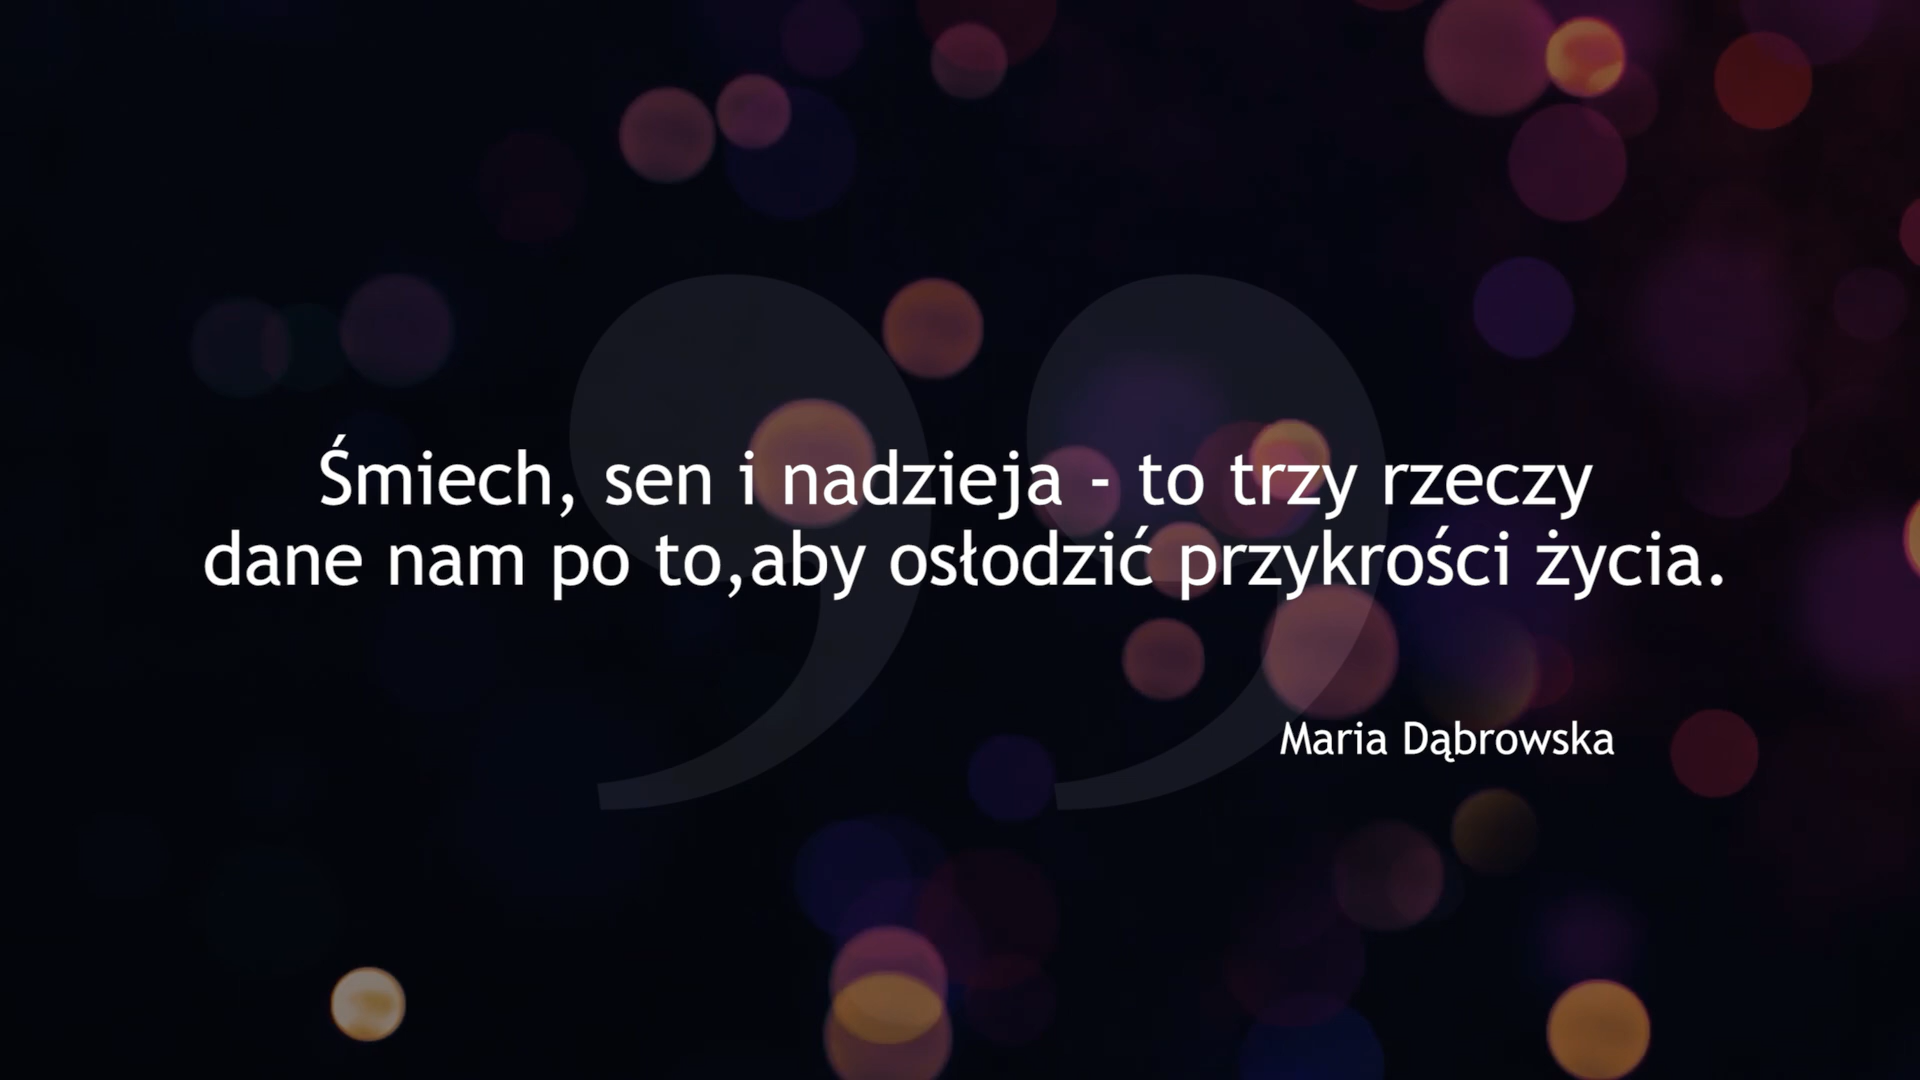 Śmiech, sen i nadzieja - to trzy rzeczy
dane nam po to,aby osłodzić przykrości życia.
Maria Dąbrowska